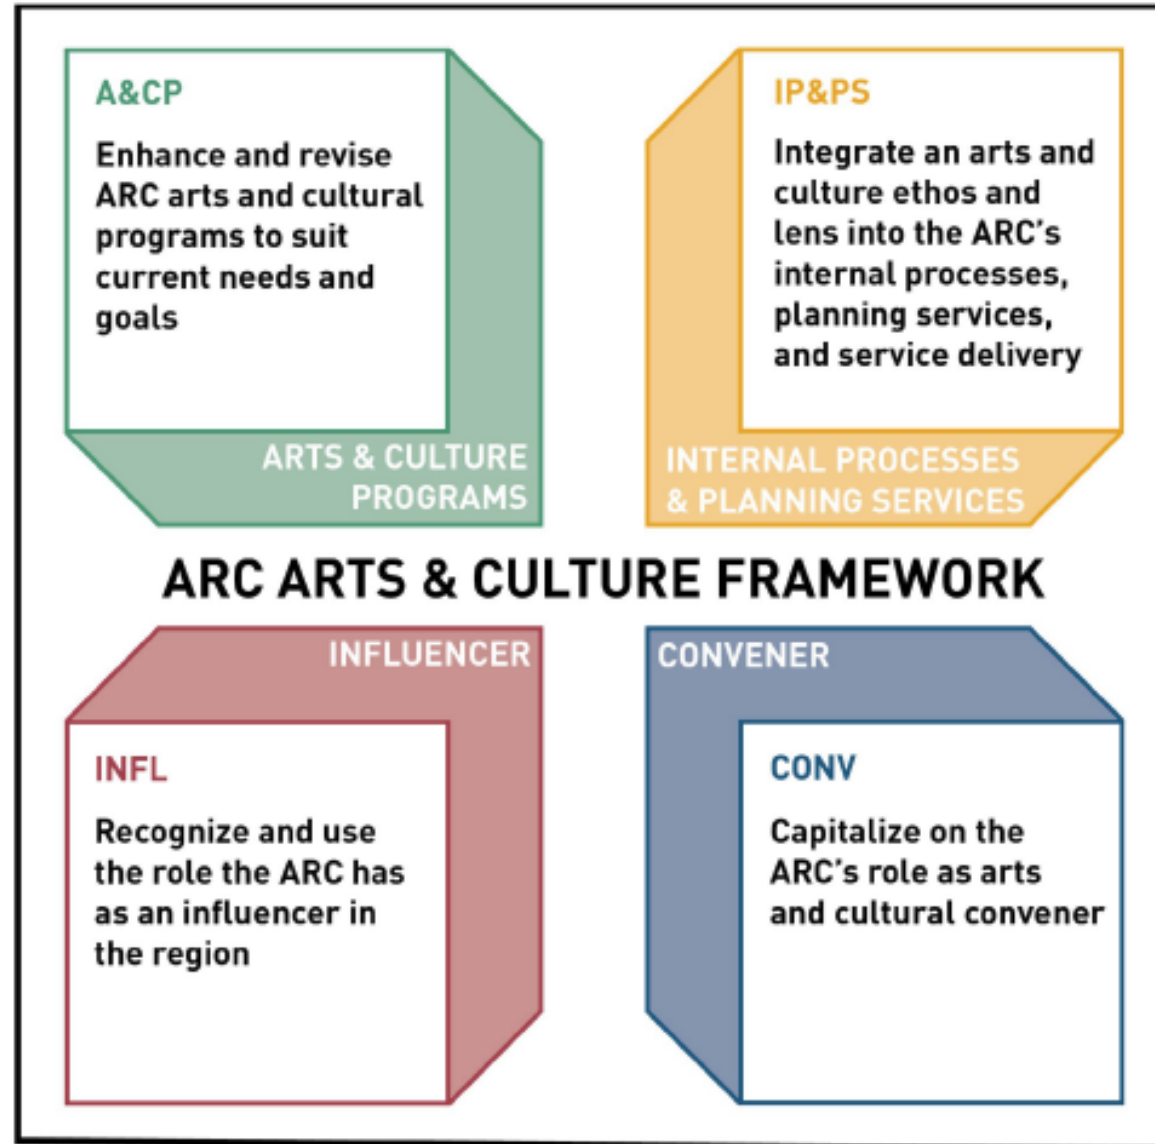 A&CP
Enhance and revise
ARC arts and cultural
programs to suit
current needs and
goals
ARTS & CULTURE
PROGRAMS
IP&PS
Integrate an arts and
culture ethos and
lens into the ARC's
internal processes,
planning services,
and service delivery
INTERNAL PROCESSES
& PLANNING SERVICES
ARC ARTS & CULTURE FRAMEWORK
INFLUENCER
INFL
Recognize and use
the role the ARC has
as an influencer in
the region
CONVENER
CONV
Capitalize on the
ARC's role as arts
and cultural convener